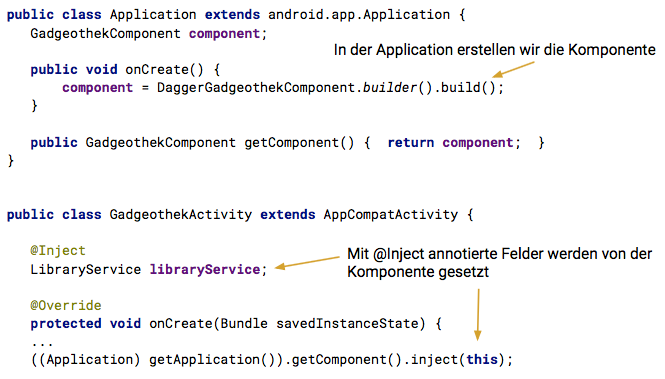 public class Application extends android.app.Application {
GadgeothekComponent component;
In der Application erstellen wir die Komponente
public void onCreate() {
component = DaggerGadgeothekComponent.builder().build();
}
public GadgeothekComponent getComponent() {  return component;  }
}
public class GadgeothekActivity extends AppCompatActivity {
@Inject
LibraryService libraryService;
Mit @Inject annotierte Felder werden von der
Komponente gesetzt
@Override
protected void onCreate(Bundle savedInstanceState) {
...
((Application) getApplication()).getComponent().inject(this);